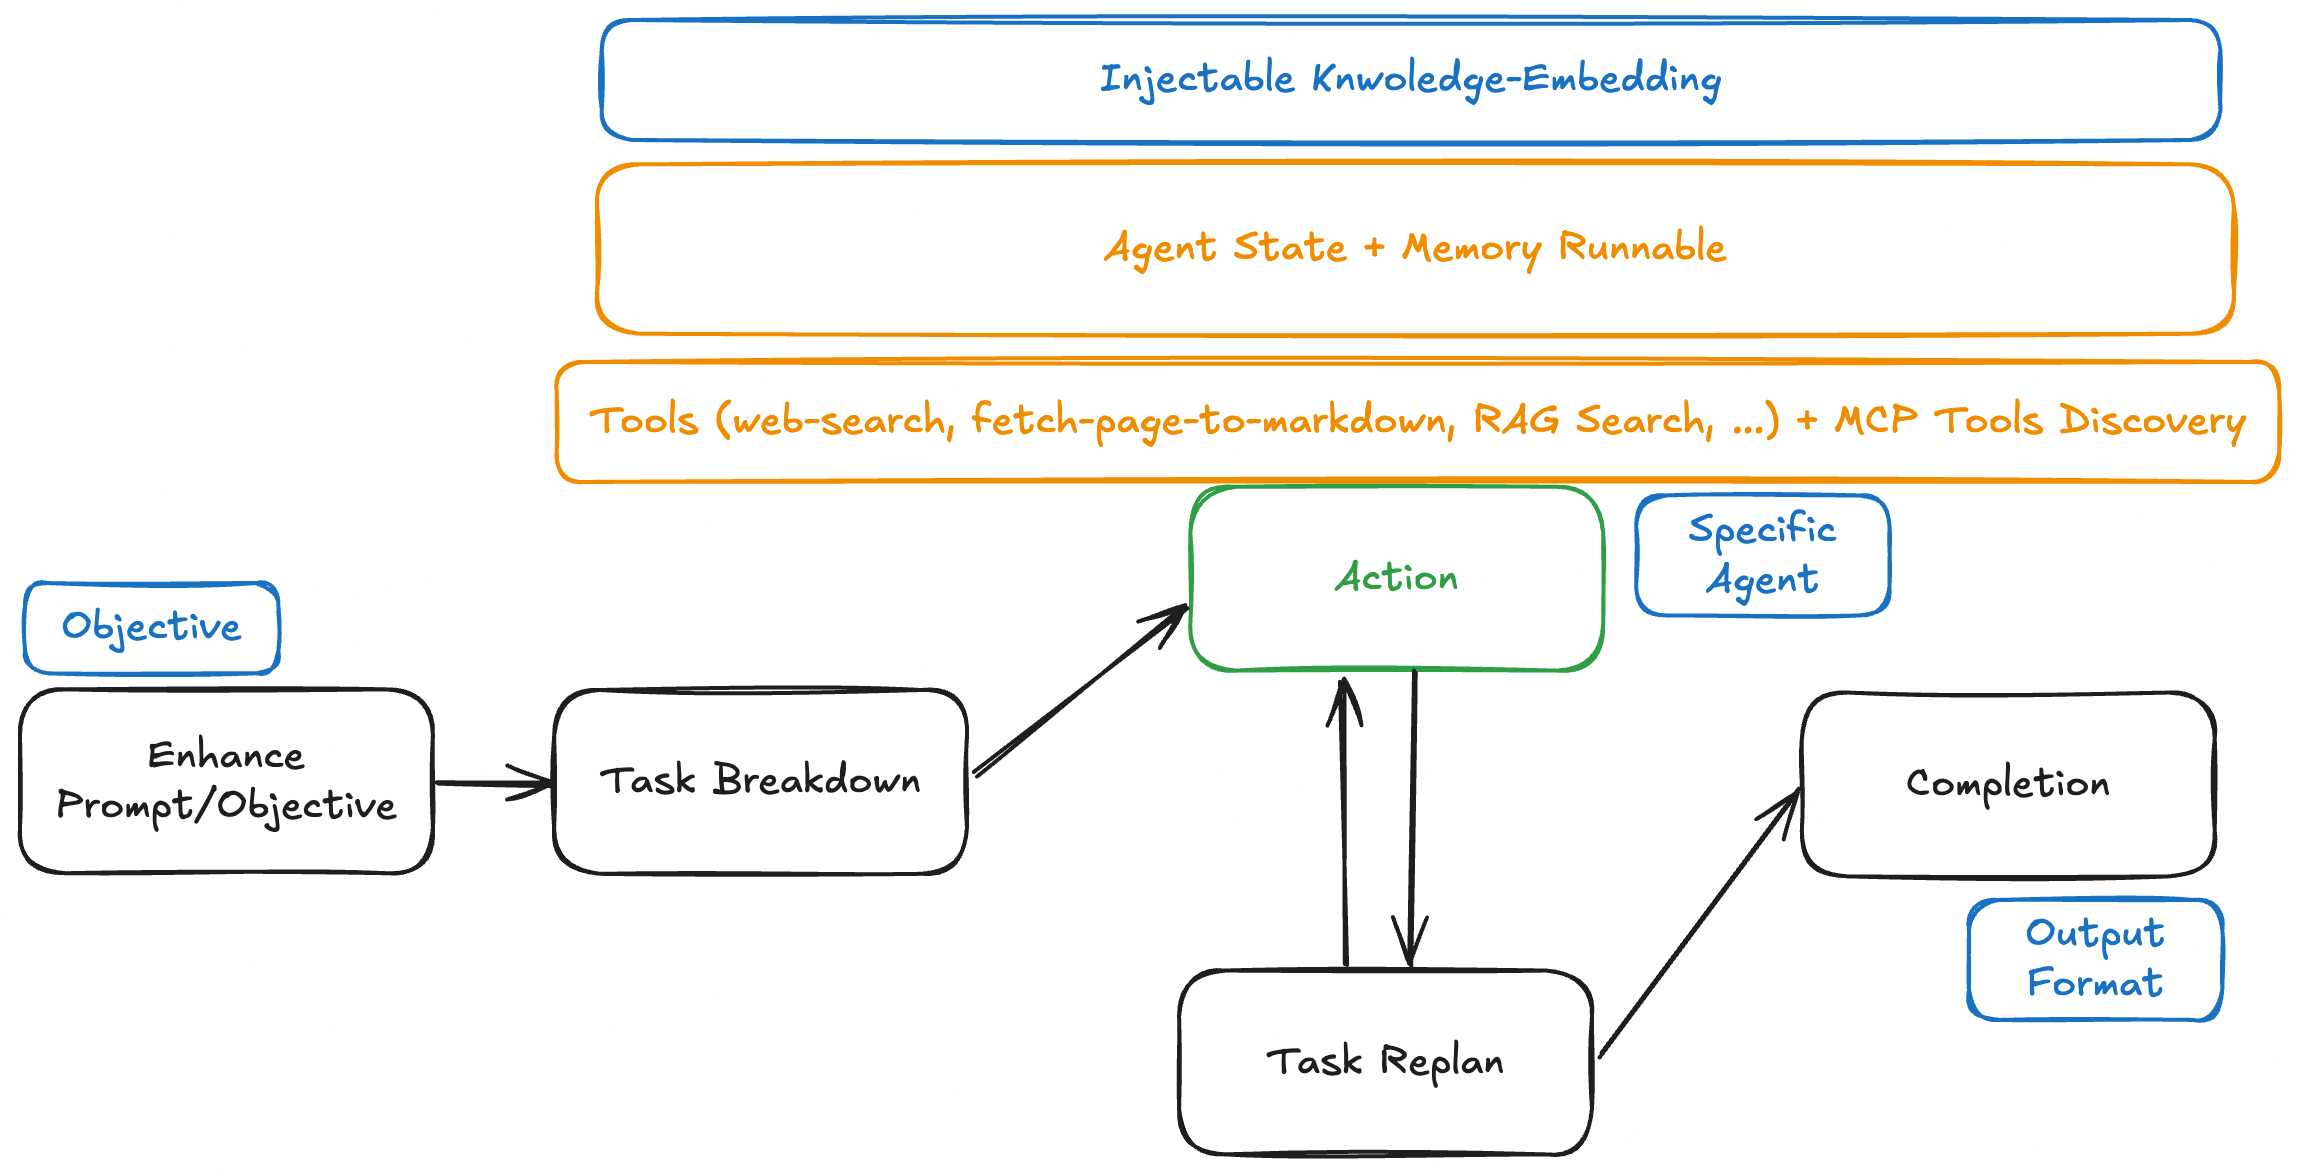 Injectable Knwoledge-Embedding
Agent State + Memory Runnable
Tools (web-search, fetch-page-to-markdown, RAG Search, ...) + MCP Tools Discovery
Action
Specific
Agent
Objective
Enhance
Prompt/Objective
Task Breakdown
Completion
Output
Format
Task Replan